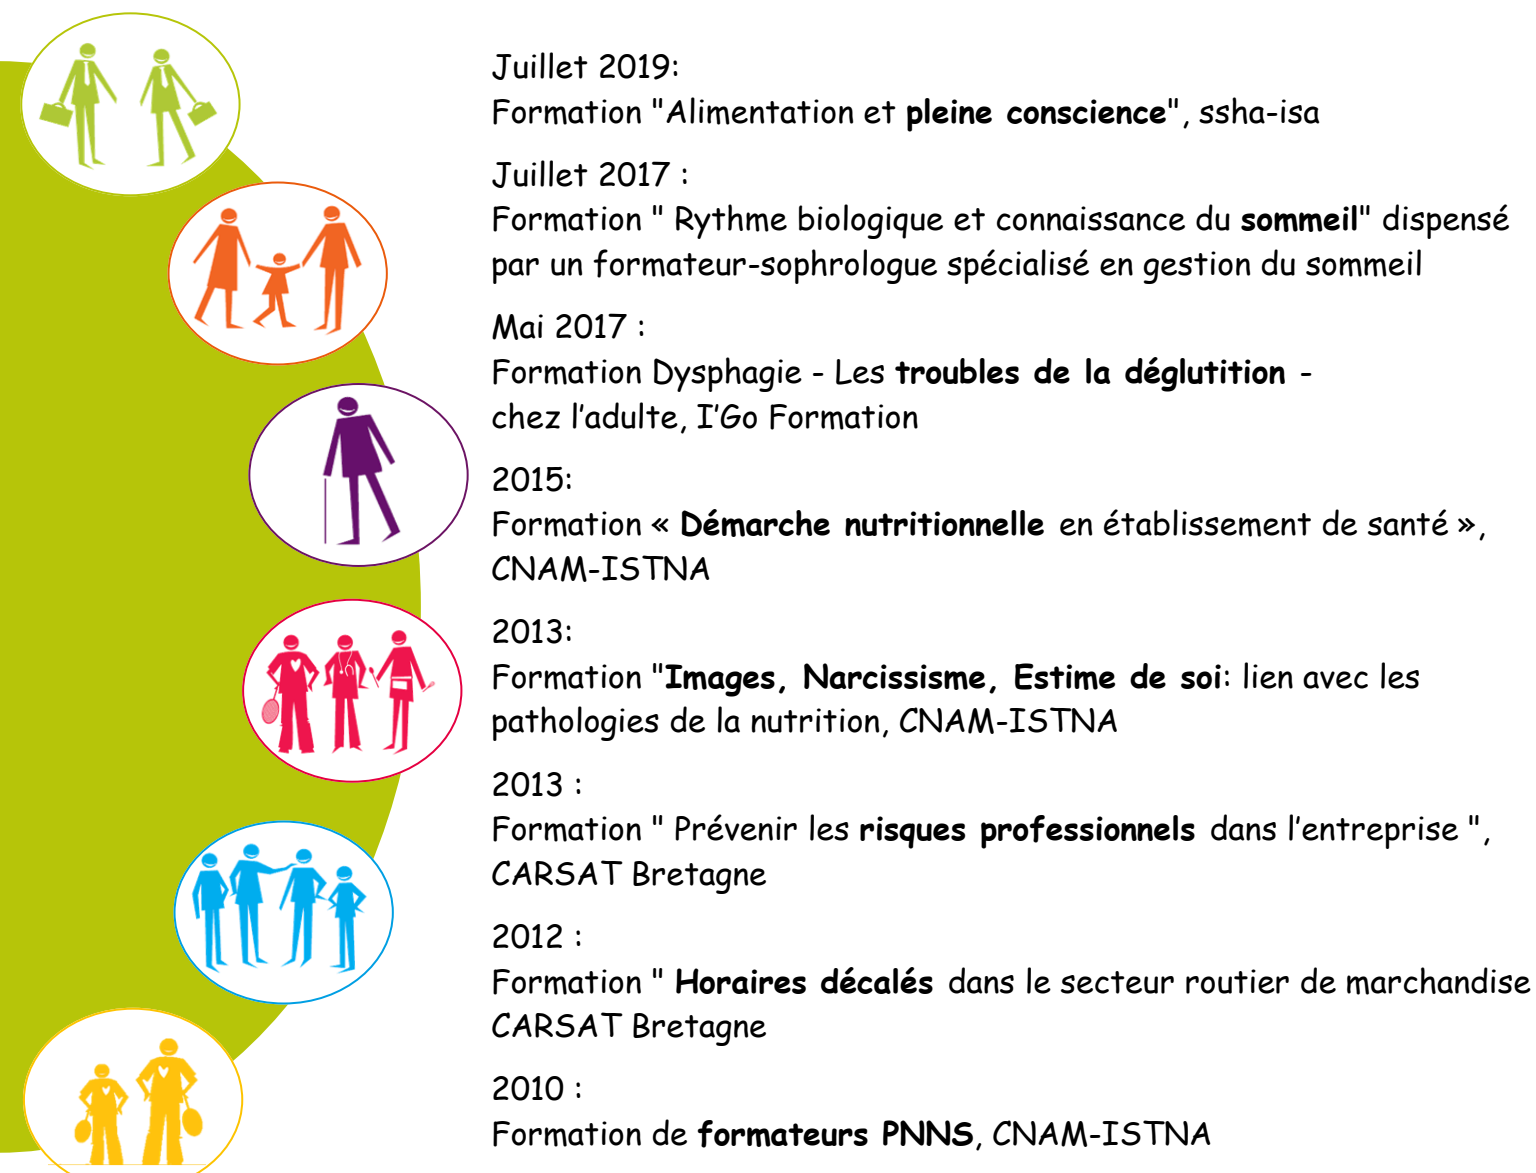 Juillet 2019:
Formation "Alimentation et pleine conscience", ssha-isa
Juillet 2017 :
Formation " Rythme biologique et connaissance du sommeil" dispensé
par un formateur-sophrologue spécialisé en gestion du sommeil
Mai 2017 :
Formation Dysphagie - Les troubles de la déglutition -
chez l’adulte, I’Go Formation
2015:
Formation « Démarche nutritionnelle en établissement de santé »,
CNAM-ISTNA
2013:
Formation "Images, Narcissisme, Estime de soi: lien avec les
pathologies de la nutrition, CNAM-ISTNA
2013 :
Formation " Prévenir les risques professionnels dans l’entreprise ",
CARSAT Bretagne
2012 :
Formation " Horaires décalés dans le secteur routier de marchandise
CARSAT Bretagne
2010 :
Formation de formateurs PNNS, CNAM-ISTNA